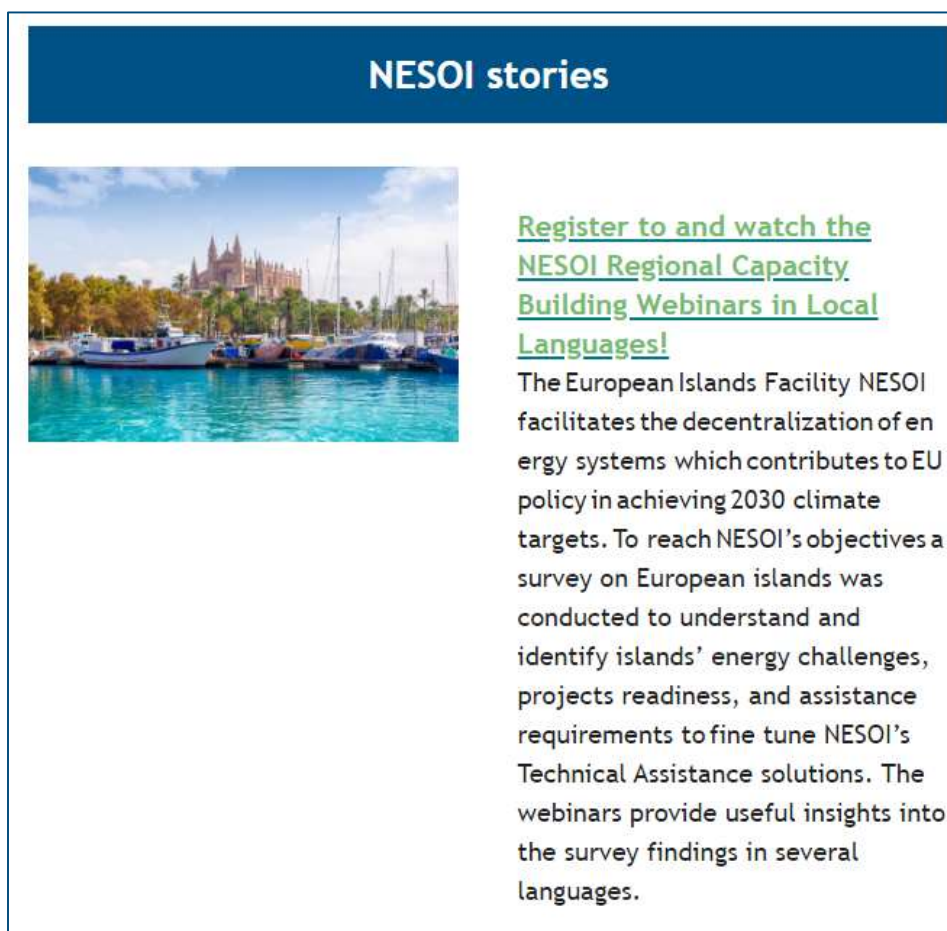 NESOI stories
Register to and watch the
NESOI Regional Capacity
Building Webinars in Local
Languages!
The European Islands Facility NESOI
facilitates the decentralization of en
ergy systems which contributes to EU
policy in achieving 2030 climate
targets. To reach NESOI’s objectives a
survey on European islands was
conducted to understand and
identify islands’ energy challenges,
projects readiness, and assistance
requirements to fine tune NESOI’s
Technical Assistance solutions. The
webinars provide useful insights into
the survey findings in several
languages.